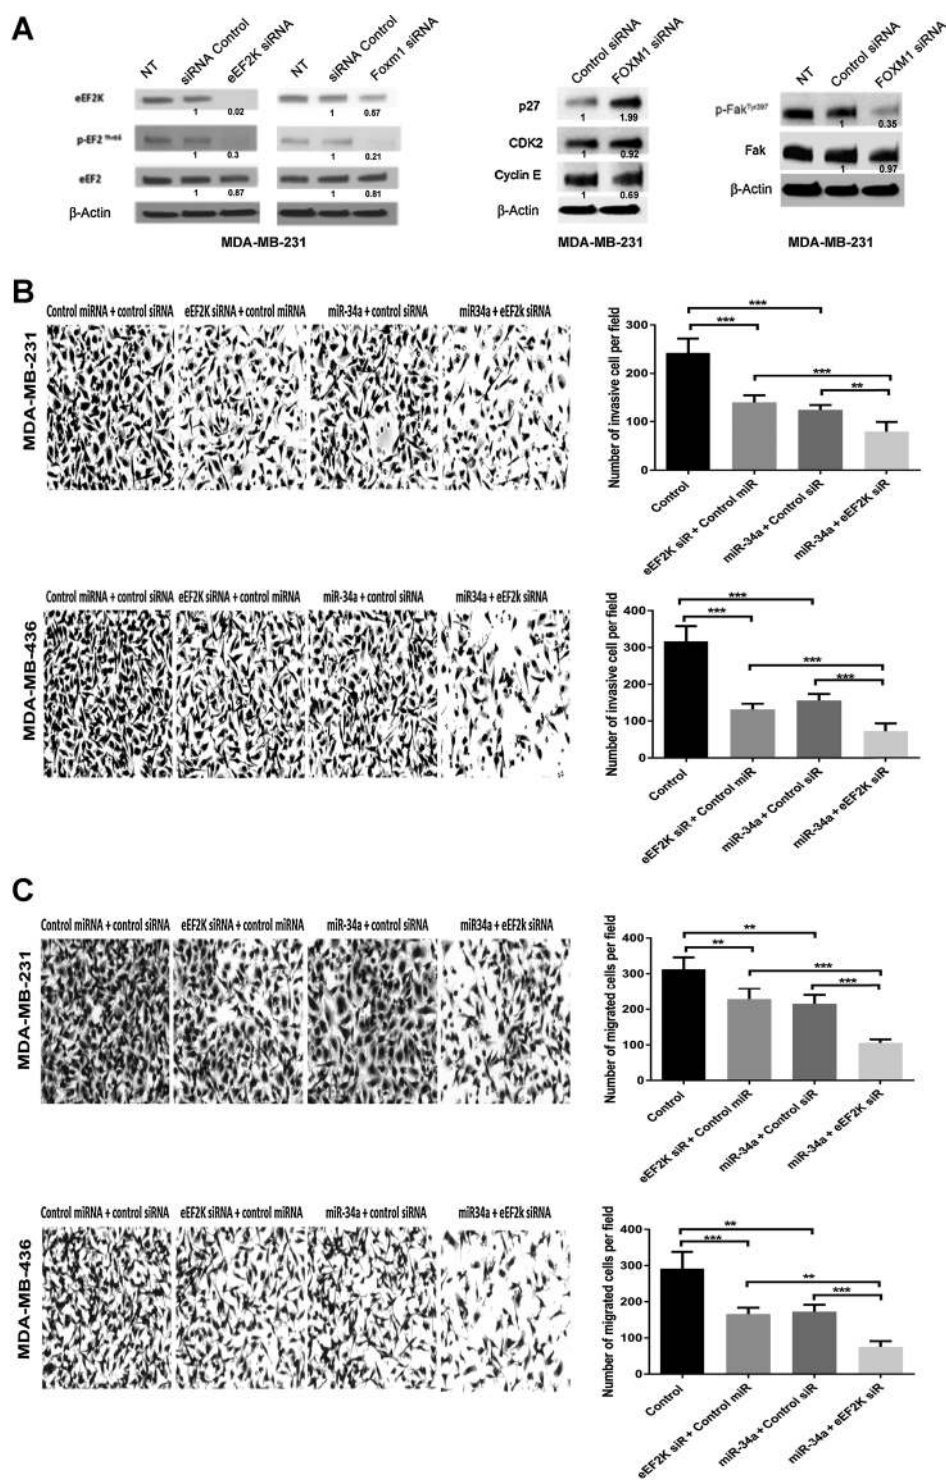 A
NT
siRNA Control
eEF2K siRNA
NT
siRNA Control
Foxm1 siRNA
eEF2K
1 0.02
1 0.67
p-EF2
1 0.3
1 0.21
eEF2
1 0.87
1 0.81
β-Actin
MDA-MB-231
Control siRNA
FOXM1 siRNA
p27
1 1.99
CDK2
1 0.92
Cyclin E
1 0.69
β-Actin
MDA-MB-231
NT
Control siRNA
FOXM1 siRNA
p-Fak Tyr397
1 0.35
Fak
1 0.97
β-Actin
MDA-MB-231
B
MDA-MB-231
Control miRNA + control siRNA
eEF2K siRNA + control miRNA
miR-34a + control siRNA
miR34a + eEF2k siRNA
Number of invasive cell per field
300
200
100
0
***
***
***
**
Control
eEF2K siR + Control miR
miR-34a + Control siR
miR-34a + eEF2K siR
MDA-MB-436
Control miRNA + control siRNA
eEF2K siRNA + control miRNA
miR-34a + control siRNA
miR34a + eEF2k siRNA
Number of invasive cell per field
400
300
200
100
0
***
***
***
***
Control
eEF2K siR + Control miR
miR-34a + Control siR
miR-34a + eEF2K siR
C
MDA-MB-231
Control miRNA + control siRNA
eEF2K siRNA + control miRNA
miR-34a + control siRNA
miR34a + eEF2k siRNA
Number of migrated cells per field
400
300
200
100
0
**
**
***
***
Control
eEF2K siR + Control miR
miR-34a + Control siR
miR-34a + eEF2K siR
MDA-MB-436
Control miRNA + control siRNA
eEF2K siRNA + control miRNA
miR-34a + control siRNA
miR34a + eEF2k siRNA
Number of migrated cells per field
400
300
200
100
0
**
***
**
***
Control
eEF2K siR + Control miR
miR-34a + Control siR
miR-34a + eEF2K siR